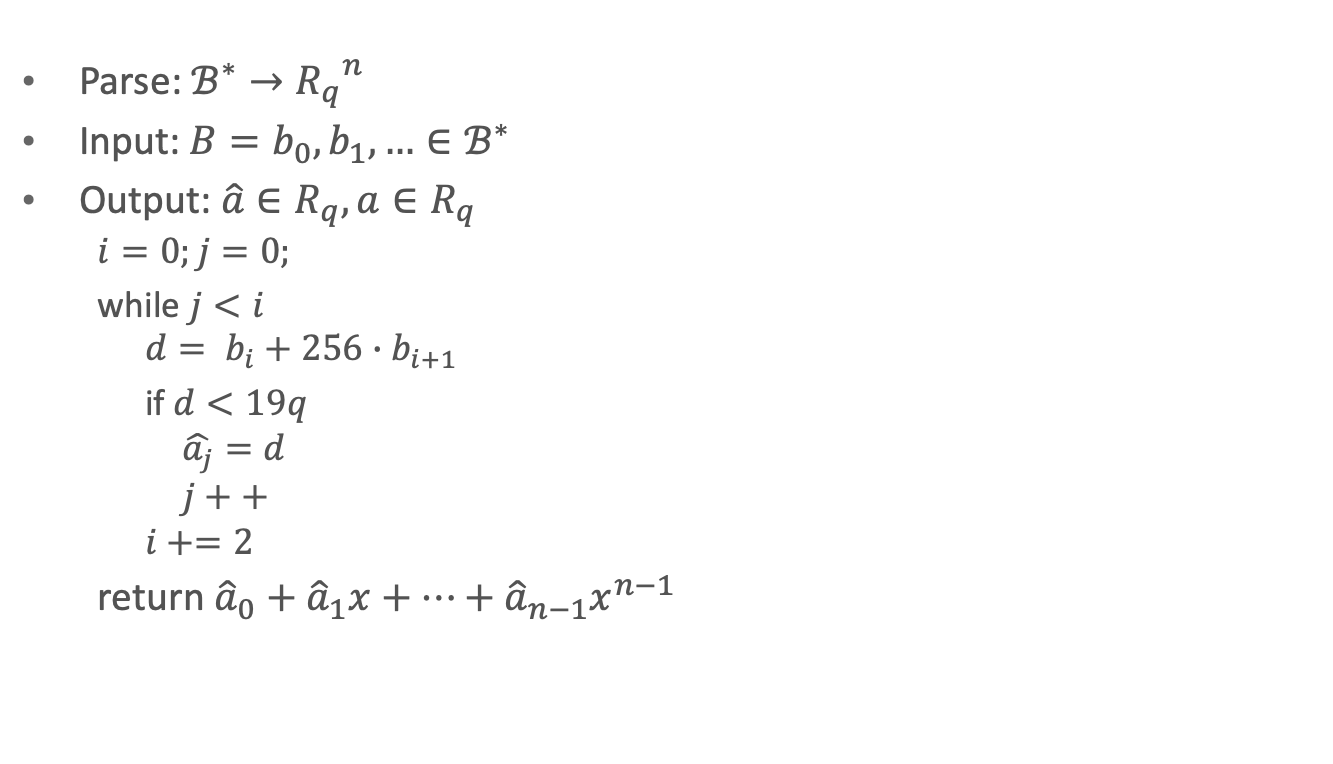 • Parse: ℬ* → R_q^n
• Input: B = b_0, b_1, … ∈ ℬ*
• Output: â ∈ R_q, a ∈ R_q
i = 0; j = 0;
while j < i
d = b_i + 256 · b_{i+1}
if d < 19q
â_j = d
j + +
i += 2
return â_0 + â_1x + ⋯ + â_{n−1}x^{n−1}